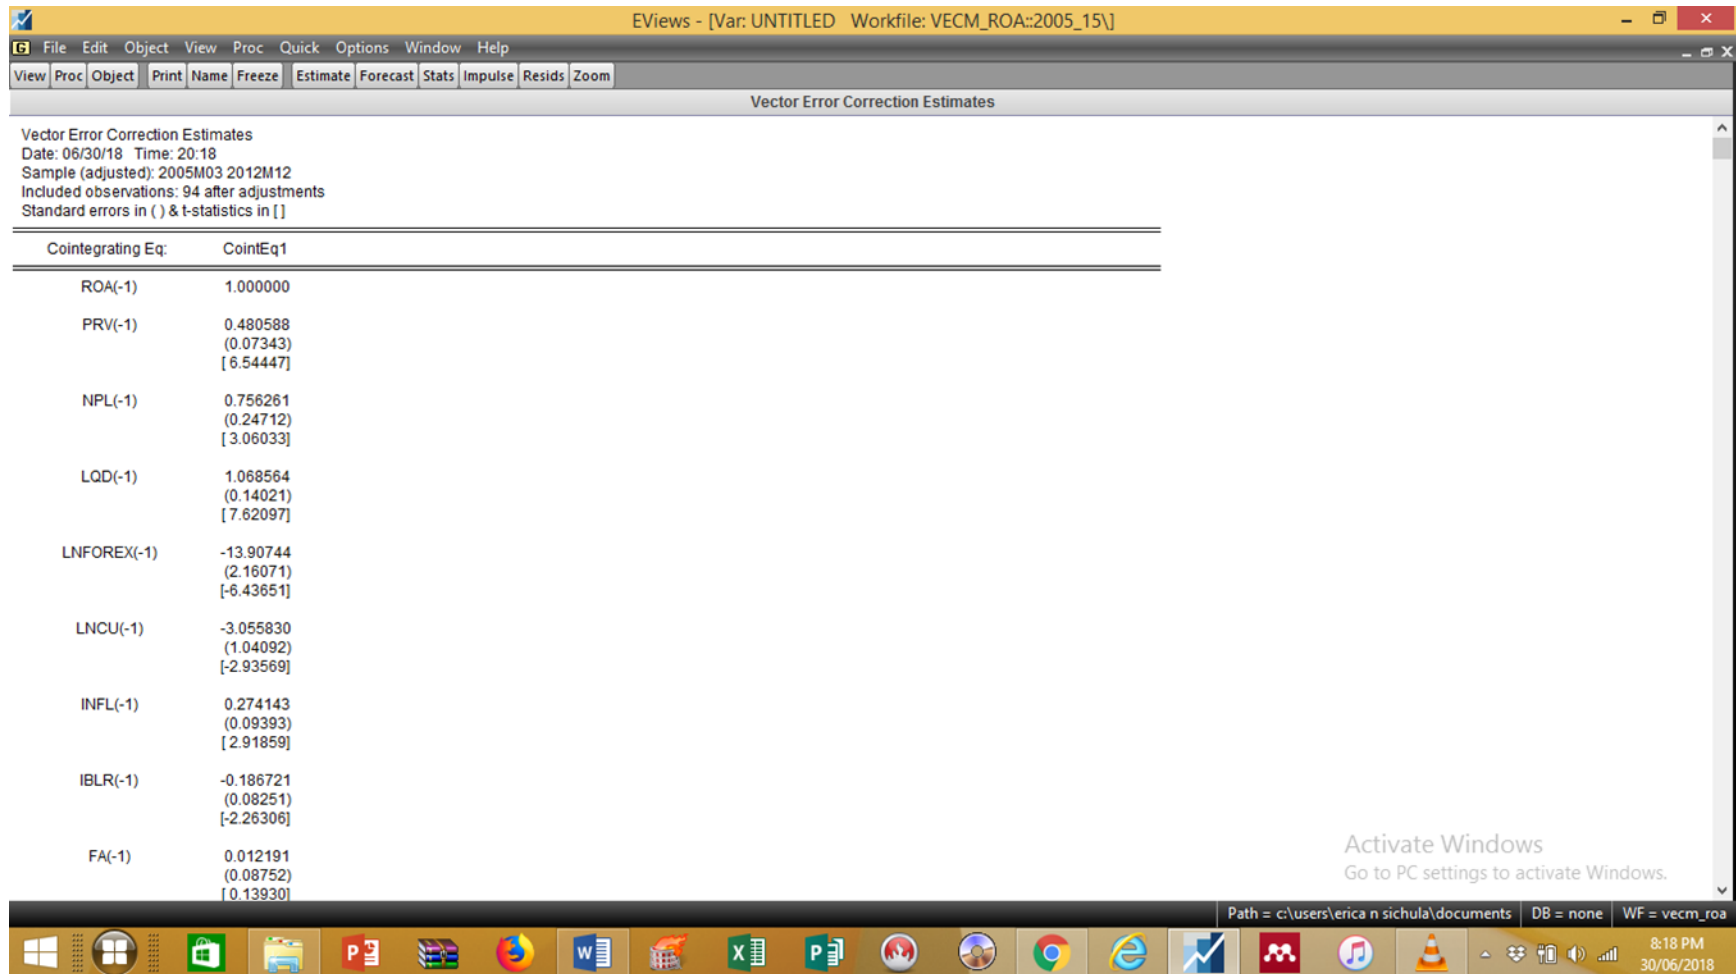 EViews - [Var: UNTITLED   Workfile: VECM_ROA::2005_15\]
G File Edit Object View Proc Quick Options Window Help
View Proc Object Print Name Freeze Estimate Forecast Stats Impulse Resids Zoom
Vector Error Correction Estimates
Vector Error Correction Estimates
Date: 06/30/18   Time: 20:18
Sample (adjusted): 2005M03 2012M12
Included observations: 94 after adjustments
Standard errors in ( ) & t-statistics in [ ]
Cointegrating Eq: CointEq1
ROA(-1) 1.000000
PRV(-1) 0.480588
(0.07343)
[ 6.54447]
NPL(-1) 0.756261
(0.24712)
[ 3.06033]
LQD(-1) 1.068564
(0.14021)
[ 7.62097]
LNFOREX(-1) -13.90744
(2.16071)
[-6.43651]
LNCU(-1) -3.055830
(1.04092)
[-2.93569]
INFL(-1) 0.274143
(0.09393)
[ 2.91859]
IBLR(-1) -0.186721
(0.08251)
[-2.26306]
FA(-1) 0.012191
(0.08752)
[ 0.13930]
Activate Windows
Go to PC settings to activate Windows.
Path = c:\users\erica n sichula\documents DB = none WF = vecm_roa
8:18 PM
30/06/2018